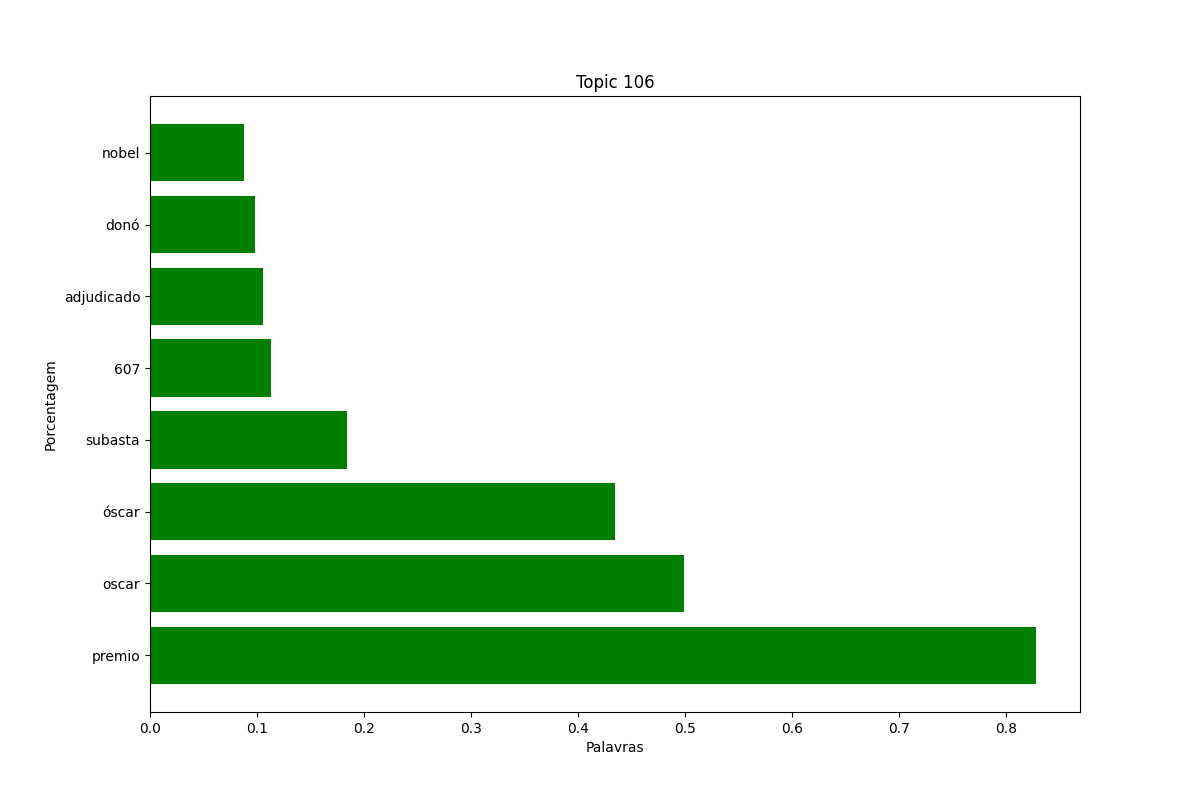 Topic 106
nobel
donó
adjudicado
607
subasta
óscar
oscar
premio
Porcentagem
0.0 0.1 0.2 0.3 0.4 0.5 0.6 0.7 0.8
Palavras